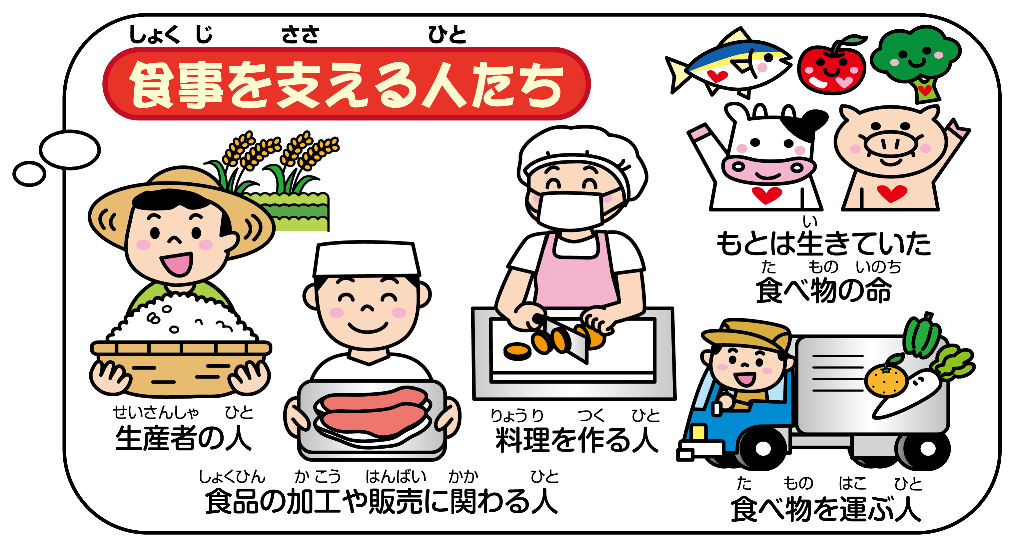 しょく じ ささ ひと
食事を支える人たち
い
もとは生きていた
た もの いのち
食べ物の命
せいさんしゃ ひと
生産者の人
りょうり つく ひと
料理を作る人
しょくひん かこう はんばい かか ひと
食品の加工や販売に関わる人
た もの はこ ひと
食べ物を運ぶ人